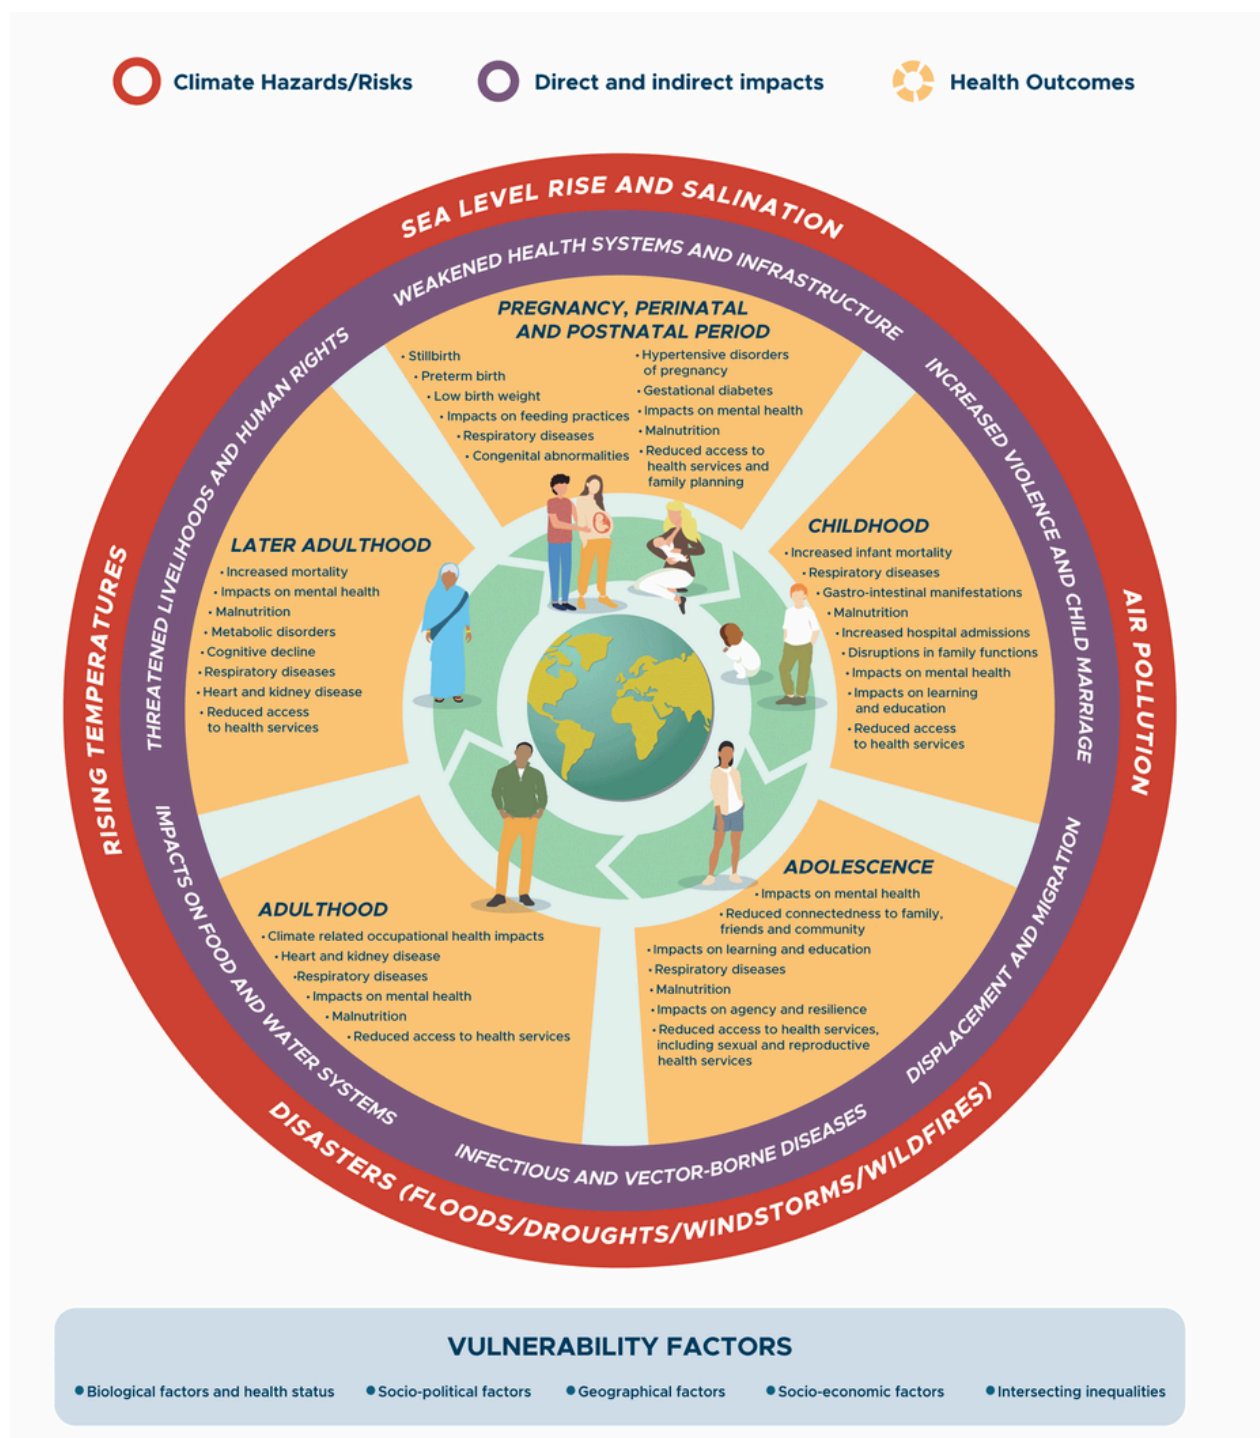 Climate Hazards/Risks
Direct and indirect impacts
Health Outcomes
SEA LEVEL RISE AND SALINATION
AIR POLLUTION
DISASTERS (FLOODS/DROUGHTS/WINDSTORMS/WILDFIRES)
RISING TEMPERATURES
WEAKENED HEALTH SYSTEMS AND INFRASTRUCTURE
INCREASED VIOLENCE AND CHILD MARRIAGE
DISPLACEMENT AND MIGRATION
INFECTIOUS AND VECTOR-BORNE DISEASES
IMPACTS ON FOOD AND WATER SYSTEMS
THREATENED LIVELIHOODS AND HUMAN RIGHTS
PREGNANCY, PERINATAL
AND POSTNATAL PERIOD
• Stillbirth
• Preterm birth
• Low birth weight
• Impacts on feeding practices
• Respiratory diseases
• Congenital abnormalities
• Hypertensive disorders
of pregnancy
• Gestational diabetes
• Impacts on mental health
• Malnutrition
• Reduced access to
health services and
family planning
CHILDHOOD
• Increased infant mortality
• Respiratory diseases
• Gastro-intestinal manifestations
• Malnutrition
• Increased hospital admissions
• Disruptions in family functions
• Impacts on mental health
• Impacts on learning
and education
• Reduced access
to health services
ADOLESCENCE
• Impacts on mental health
• Reduced connectedness to family,
friends and community
• Impacts on learning and education
• Respiratory diseases
• Malnutrition
• Impacts on agency and resilience
• Reduced access to health services,
including sexual and reproductive
health services
ADULTHOOD
• Climate related occupational health impacts
• Heart and kidney disease
•Respiratory diseases
• Impacts on mental health
• Malnutrition
• Reduced access to health services
LATER ADULTHOOD
• Increased mortality
• Impacts on mental health
• Malnutrition
• Metabolic disorders
• Cognitive decline
• Respiratory diseases
• Heart and kidney disease
• Reduced access
to health services
VULNERABILITY FACTORS
● Biological factors and health status
● Socio-political factors
● Geographical factors
● Socio-economic factors
● Intersecting inequalities